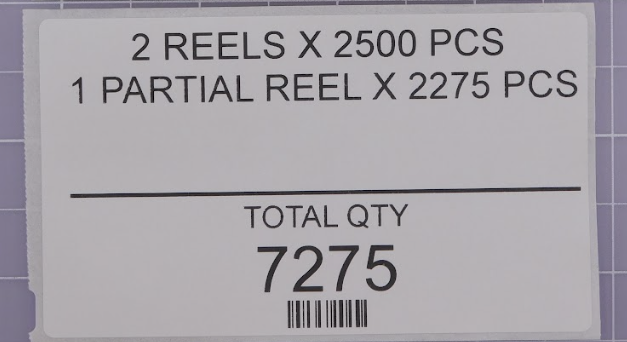 2 REELS X 2500 PCS
1 PARTIAL REEL X 2275 PCS
TOTAL QTY
7275